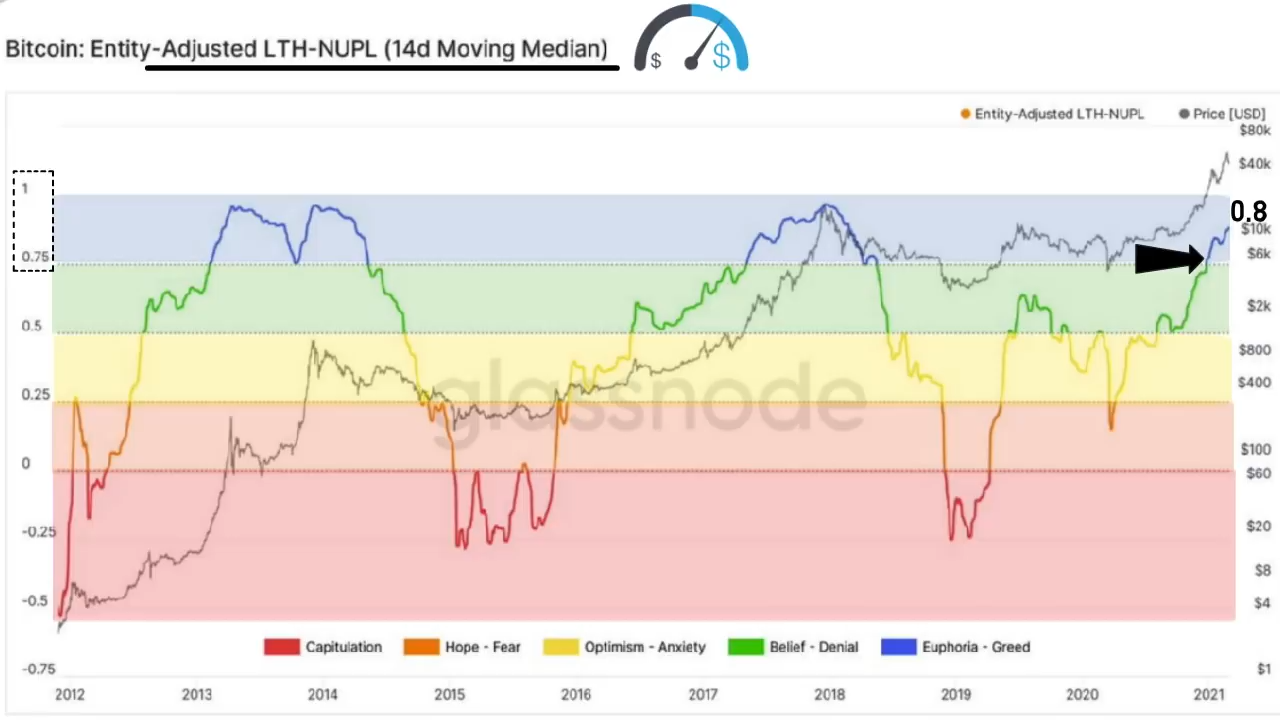 Bitcoin: Entity-Adjusted LTH-NUPL (14d Moving Median)
$ $
Entity-Adjusted LTH-NUPL Price [USD]
1
0.75
0.5
0.25
0
-0.25
-0.5
-0.75
$80k
$40k
0.8
$10k
$6k
$2k
$800
$400
$100
$60
$20
$8
$4
$1
glassnode
Capitulation Hope - Fear Optimism - Anxiety Belief - Denial Euphoria - Greed
2012 2013 2014 2015 2016 2017 2018 2019 2020 2021